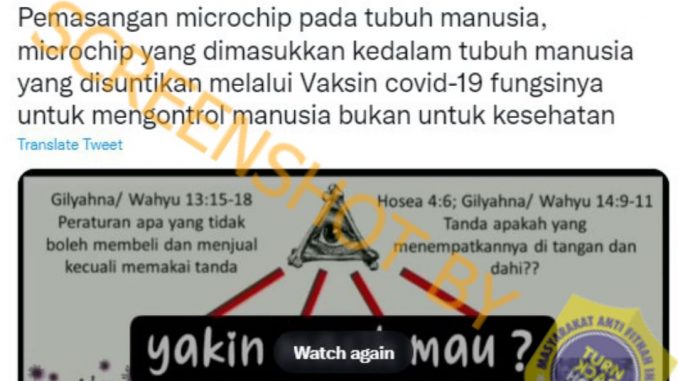 Pemasangan microchip pada tubuh manusia,
microchip yang dimasukkan kedalam tubuh manusia
yang disuntikan melalui Vaksin covid-19 fungsinya
untuk mengontrol manusia bukan untuk kesehatan
Translate Tweet
SCREENSHOT BY
Gilyahna/ Wahyu 13:15-18
Peraturan apa yang tidak
boleh membeli dan menjual
kecuali memakai tanda
Hosea 4:6; Gilyahna/ Wahyu 14:9-11
Tanda apakah yang
menempatkannya di tangan dan
dahi??
yakin mau ?
Watch again
MASYARAKAT ANTI FITNAH
TURN